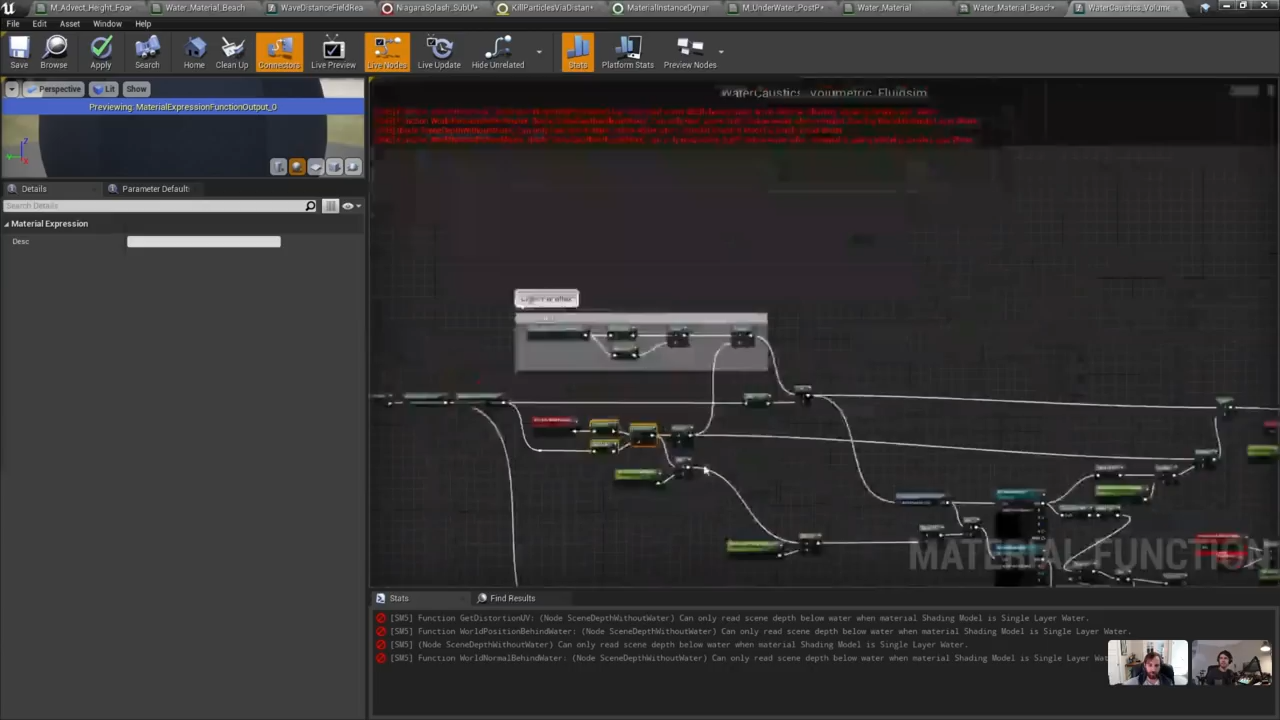 M_Advect_Height_Foa
Water_Material_Beach
WaveDistanceFieldRea
NiagaraSplash_SubU
KillParticlesViaDistan
MaterialInstanceDynar
M_UnderWater_PostP
Water_Material
Water_Material_Beach
WaterCaustics_Volume
File Edit Asset Window Help
Save Browse Apply Search Home Clean Up Connectors Live Preview Live Nodes Live Update Hide Unrelated Stats Platform Stats Preview Nodes
Perspective Lit Show
Previewing: MaterialExpressionFunctionOutput_0
WaterCaustics_Volumetric_Fluidsim
Details
Parameter Default
Search Details
Material Expression
Desc
MATERIAL FUNCTION
Stats
Find Results
[SM5] Function GetDistortionUV: (Node SceneDepthWithoutWater) Can only read scene depth below water when material Shading Model is Single Layer Water.
[SM5] Function WorldPositionBehindWater: (Node SceneDepthWithoutWater) Can only read scene depth below water when material Shading Model is Single Layer Water.
[SM5] (Node SceneDepthWithoutWater) Can only read scene depth below water when material Shading Model is Single Layer Water.
[SM5] Function WorldNormalBehindWater: (Node SceneDepthWithoutWater) Can only read scene depth below water when material Shading Model is Single Layer